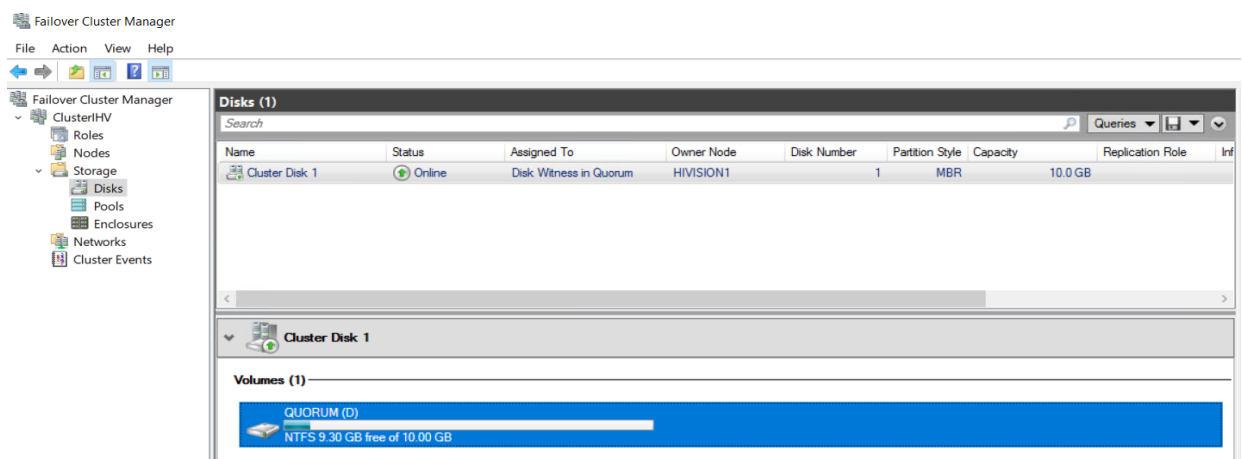 Failover Cluster Manager
File Action View Help
Failover Cluster Manager
ClusterIHV
Roles
Nodes
Storage
Disks
Pools
Enclosures
Networks
Cluster Events
Disks (1)
Search Queries
Name Status Assigned To Owner Node Disk Number Partition Style Capacity Replication Role Inf
Cluster Disk 1 Online Disk Witness in Quorum HIVISION1 1 MBR 10.0 GB
Cluster Disk 1
Volumes (1)
QUORUM (D)
NTFS 9.30 GB free of 10.00 GB